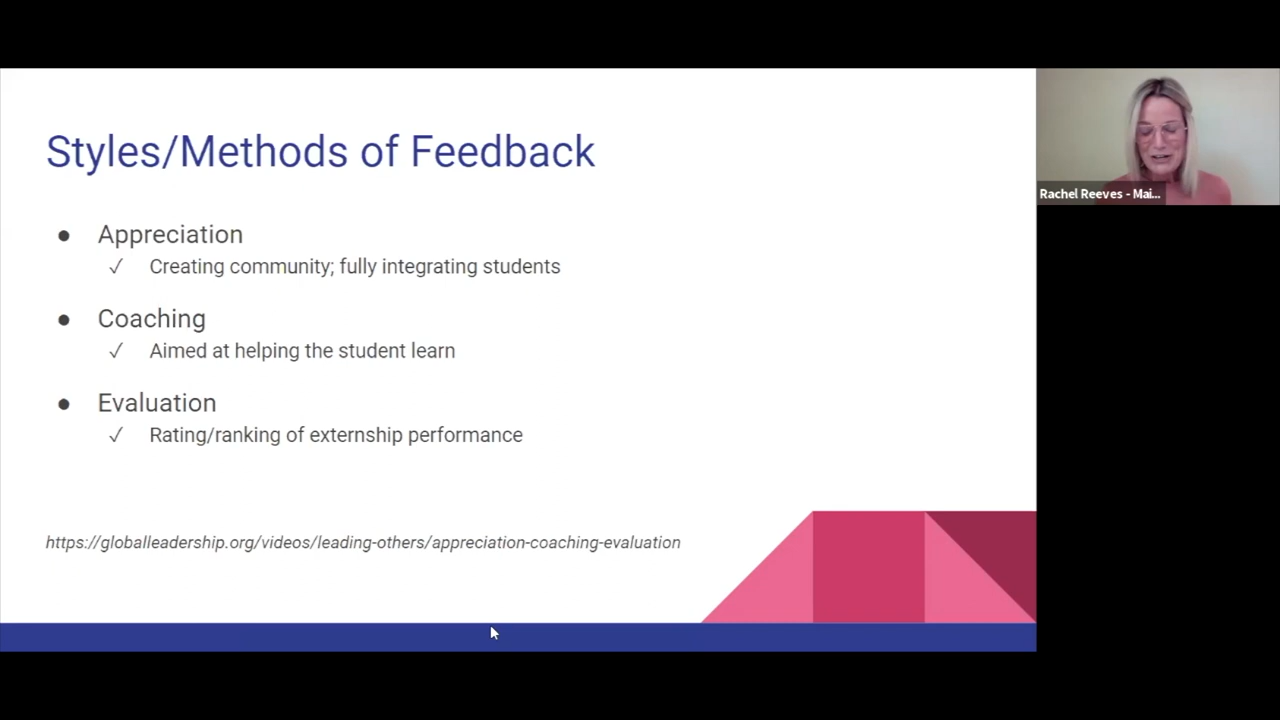 Styles/Methods of Feedback
● Appreciation
✓ Creating community; fully integrating students
● Coaching
✓ Aimed at helping the student learn
● Evaluation
✓ Rating/ranking of externship performance
https://globalleadership.org/videos/leading-others/appreciation-coaching-evaluation
Rachel Reeves - Mai...